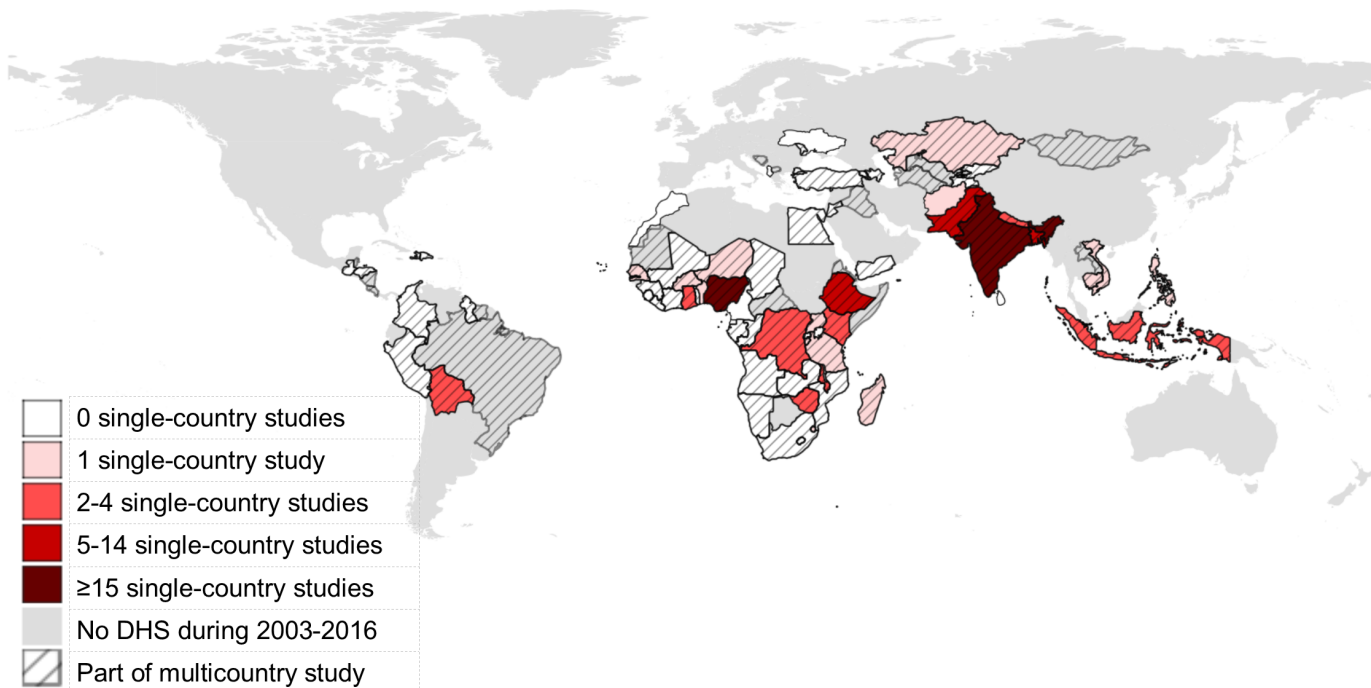 0 single-country studies
1 single-country study
2-4 single-country studies
5-14 single-country studies
≥15 single-country studies
No DHS during 2003-2016
Part of multicountry study